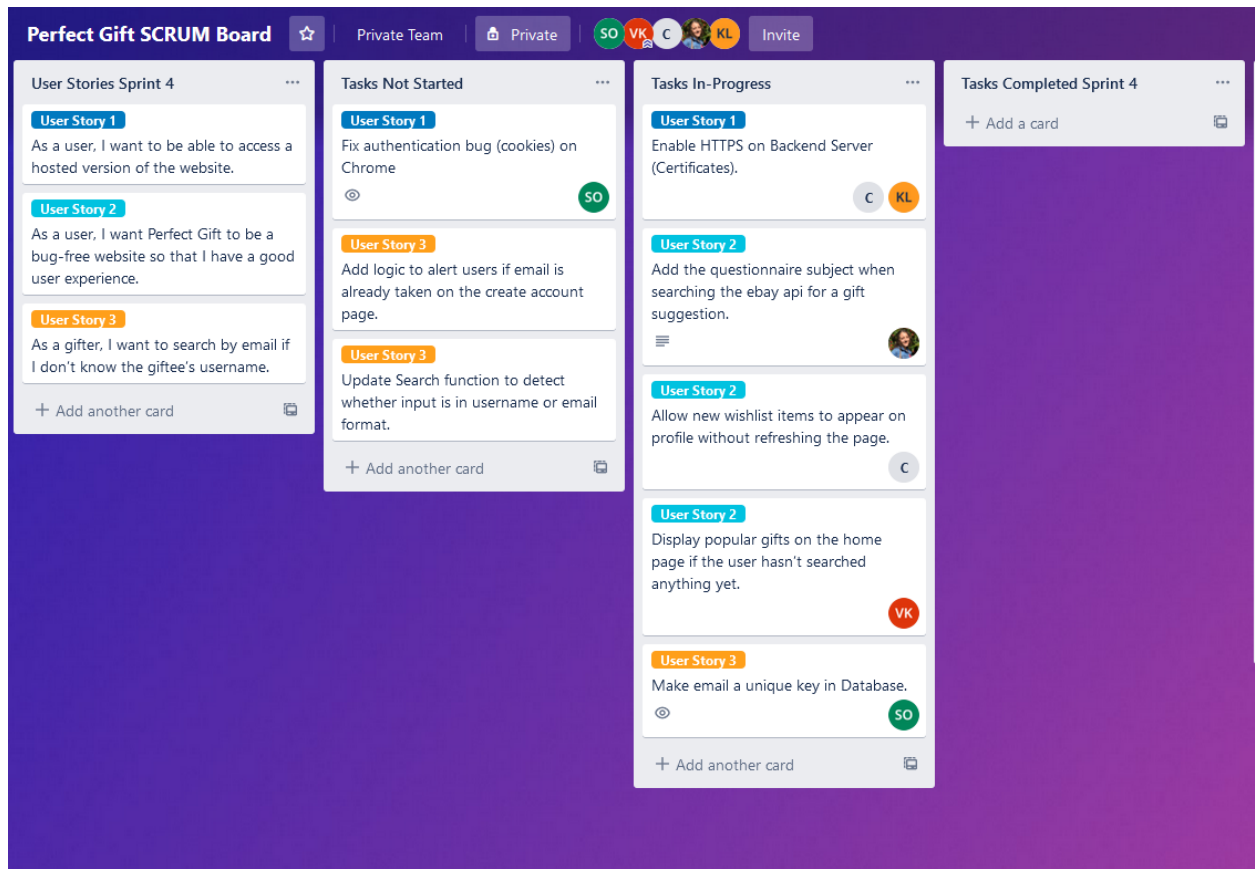 Perfect Gift SCRUM Board
Private Team
Private
SO
VK
C
KL
Invite
User Stories Sprint 4
User Story 1
As a user, I want to be able to access a
hosted version of the website.
User Story 2
As a user, I want Perfect Gift to be a
bug-free website so that I have a good
user experience.
User Story 3
As a gifter, I want to search by email if
I don't know the giftee's username.
+ Add another card
Tasks Not Started
User Story 1
Fix authentication bug (cookies) on
Chrome
SO
User Story 3
Add logic to alert users if email is
already taken on the create account
page.
User Story 3
Update Search function to detect
whether input is in username or email
format.
+ Add another card
Tasks In-Progress
User Story 1
Enable HTTPS on Backend Server
(Certificates).
C
KL
User Story 2
Add the questionnaire subject when
searching the ebay api for a gift
suggestion.
User Story 2
Allow new wishlist items to appear on
profile without refreshing the page.
C
User Story 2
Display popular gifts on the home
page if the user hasn't searched
anything yet.
VK
User Story 3
Make email a unique key in Database.
SO
+ Add another card
Tasks Completed Sprint 4
+ Add a card